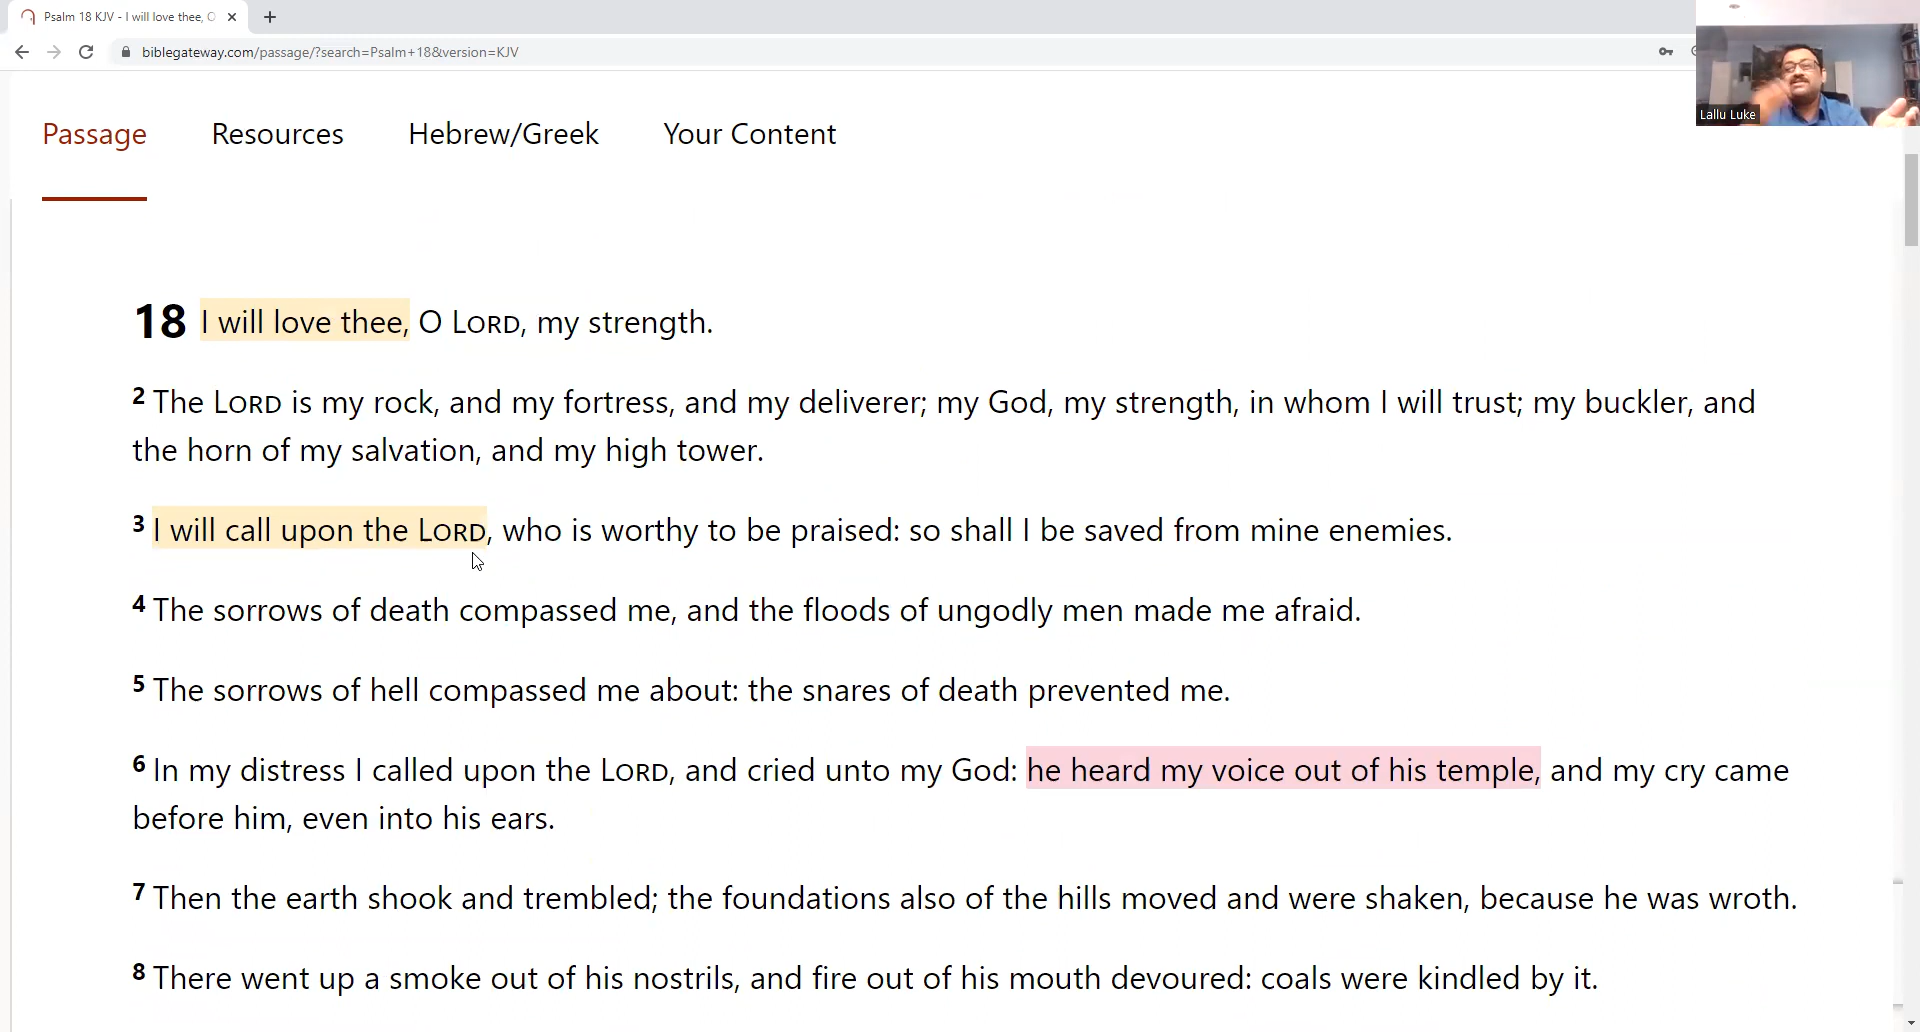 Psalm 18 KJV - I will love thee, O
biblegateway.com/passage/?search=Psalm+18&version=KJV
Lallu Luke
Passage Resources Hebrew/Greek Your Content
18 I will love thee, O LORD, my strength.
2 The LORD is my rock, and my fortress, and my deliverer; my God, my strength, in whom I will trust; my buckler, and
the horn of my salvation, and my high tower.
3 I will call upon the LORD, who is worthy to be praised: so shall I be saved from mine enemies.
4 The sorrows of death compassed me, and the floods of ungodly men made me afraid.
5 The sorrows of hell compassed me about: the snares of death prevented me.
6 In my distress I called upon the LORD, and cried unto my God: he heard my voice out of his temple, and my cry came
before him, even into his ears.
7 Then the earth shook and trembled; the foundations also of the hills moved and were shaken, because he was wroth.
8 There went up a smoke out of his nostrils, and fire out of his mouth devoured: coals were kindled by it.